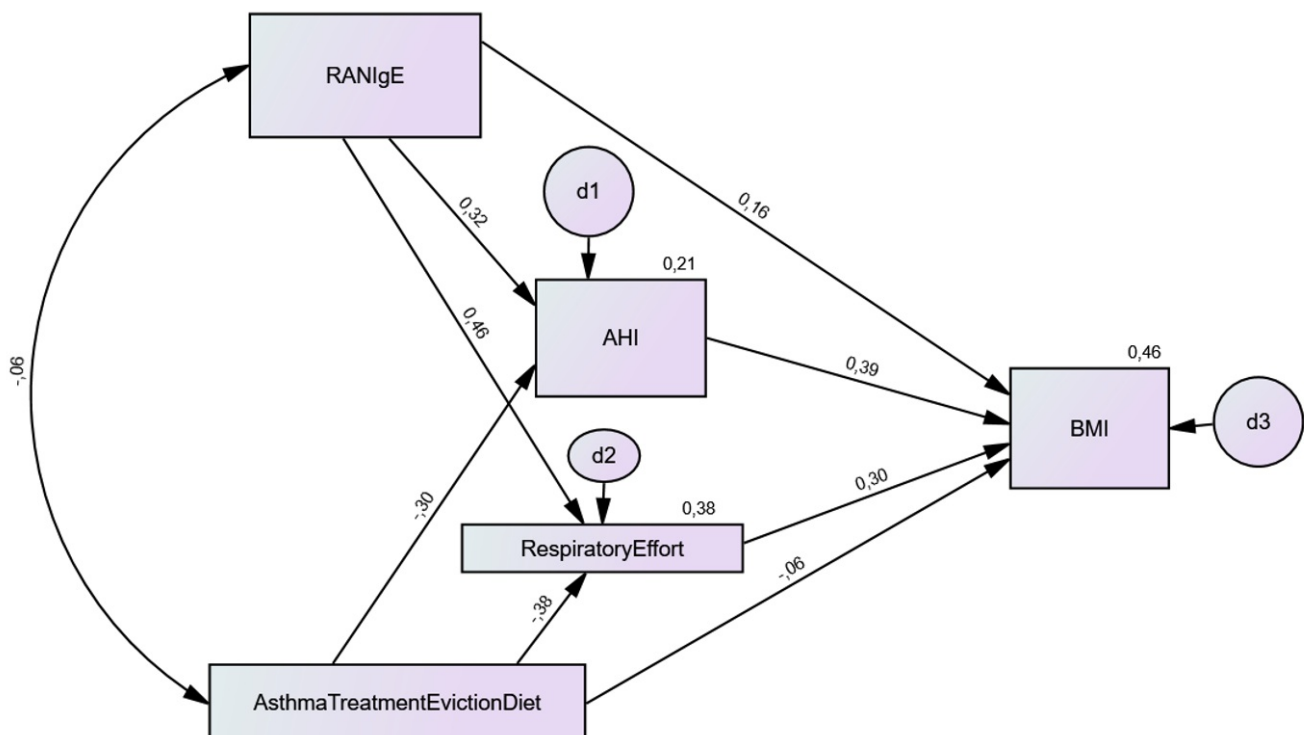 RANIgE
d1
0,16
0,32
0,21
0,46
AHI
0,46
-,06
0,39
BMI
d3
d2
-,30
0,30
0,38
RespiratoryEffort
-,06
-,38
AsthmaTreatmentEvictionDiet